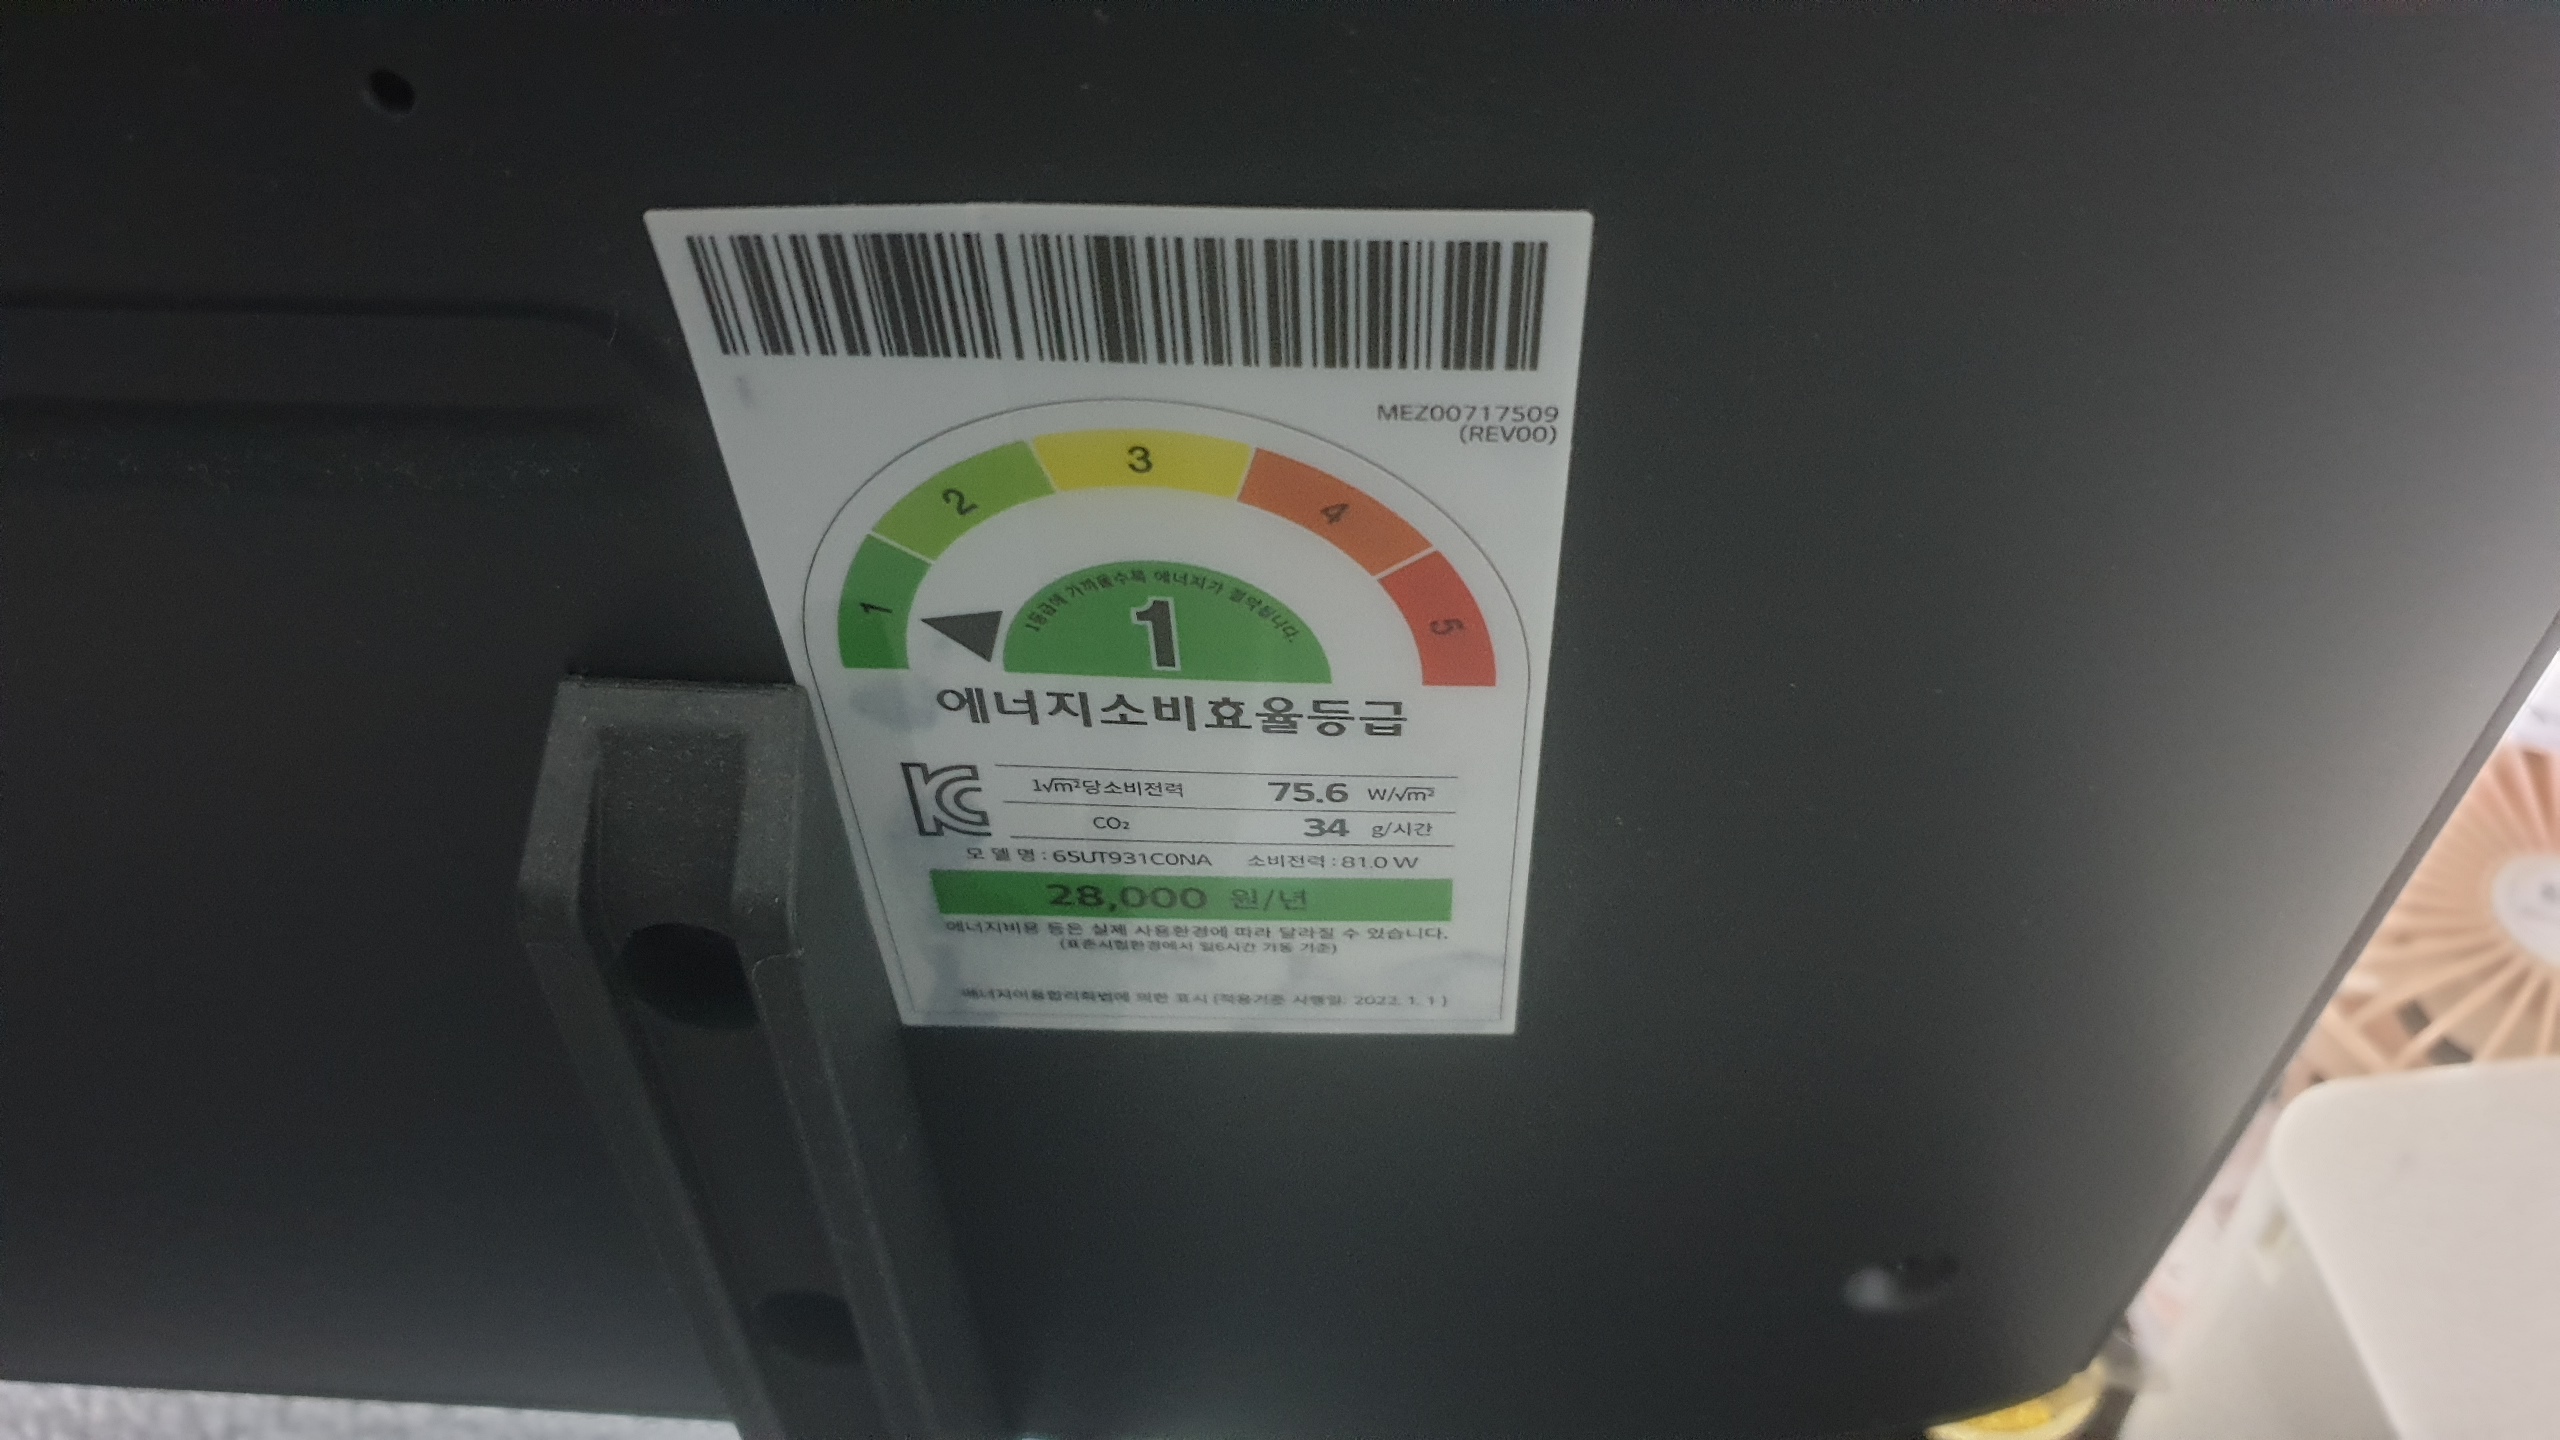 MEZ00717509
(REV00)
1 2 3 4 5
1등급에 가까울수록 에너지가 절약됩니다.
1
에너지소비효율등급
1√m²당소비전력 75.6 W/√m²
CO₂ 34 g/시간
모 델 명 : 65UT931C0NA 소비전력 : 81.0 W
28,000 원/년
에너지비용 등은 실제 사용환경에 따라 달라질 수 있습니다.
(표준시험환경에서 일6시간 가동 기준)
에너지이용합리화법에 의한 표시 (적용기준 시행일: 2022. 1. 1 )